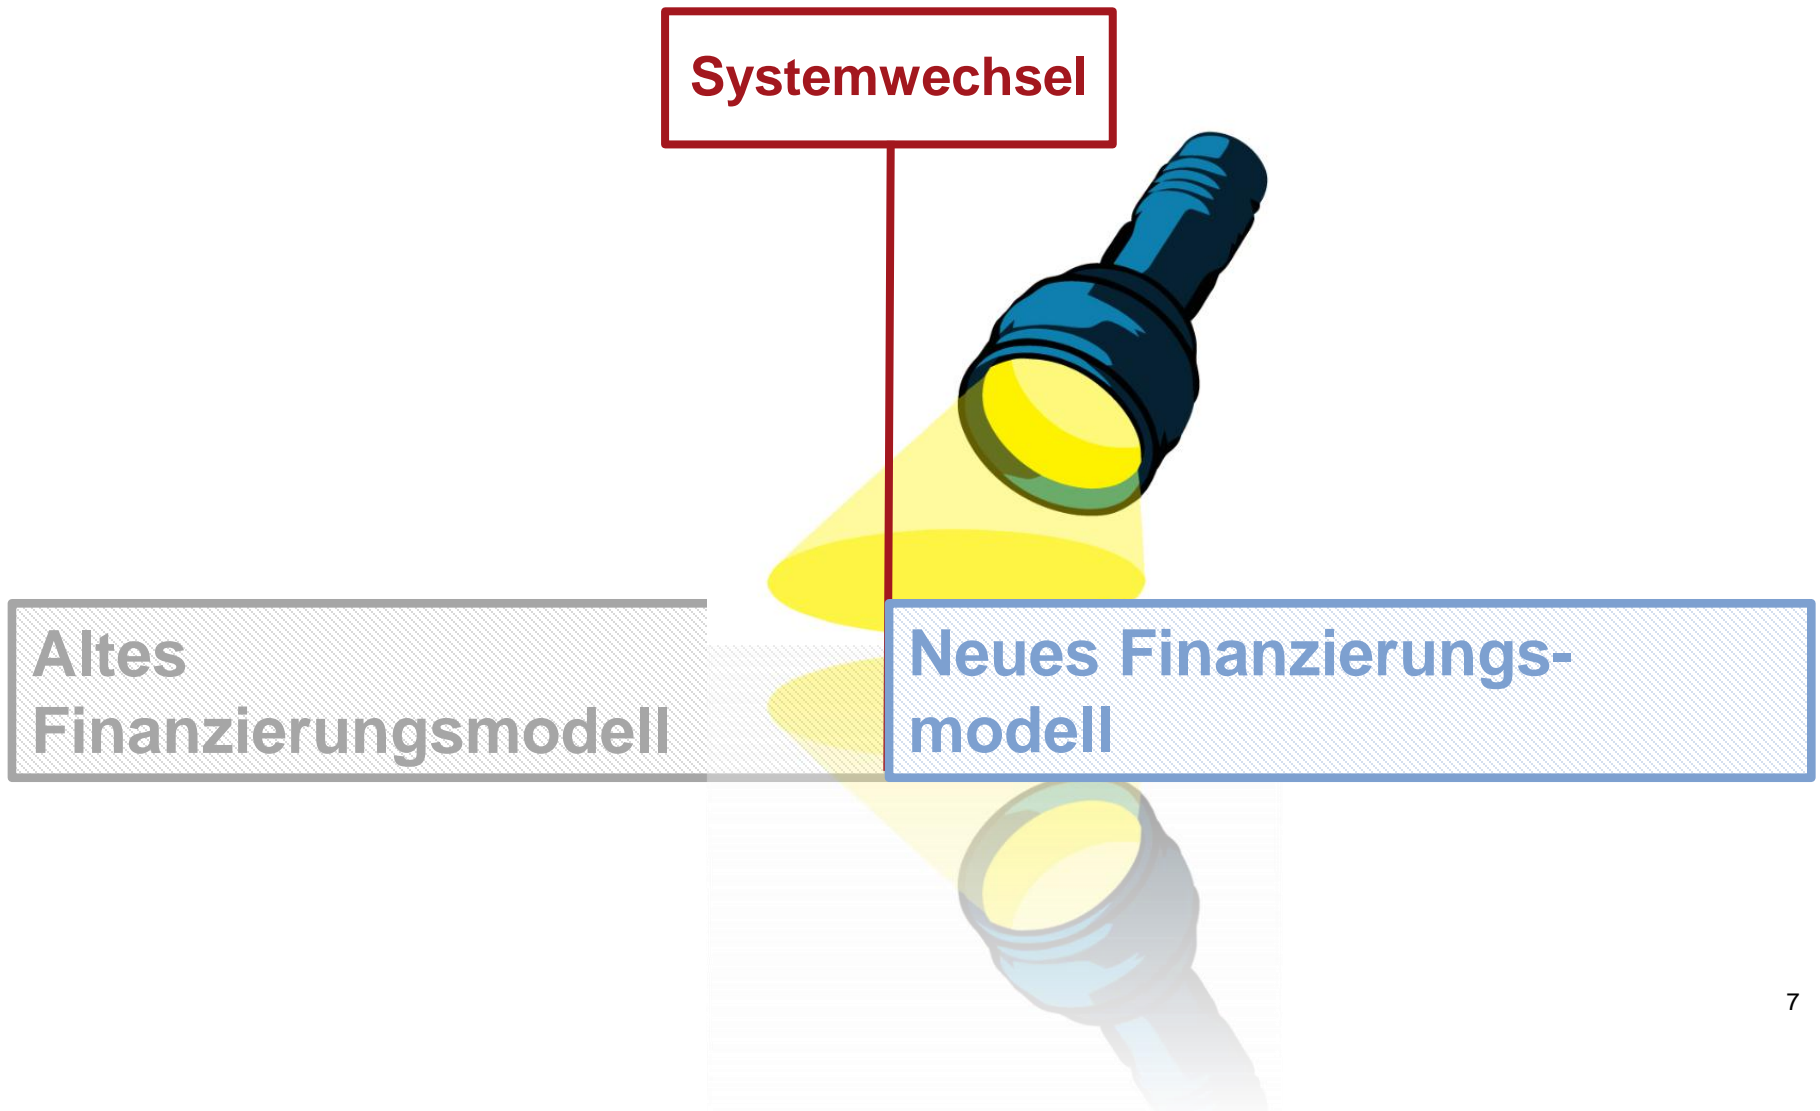 Systemwechsel
Altes
Finanzierungsmodell
Neues Finanzierungs-
modell
7